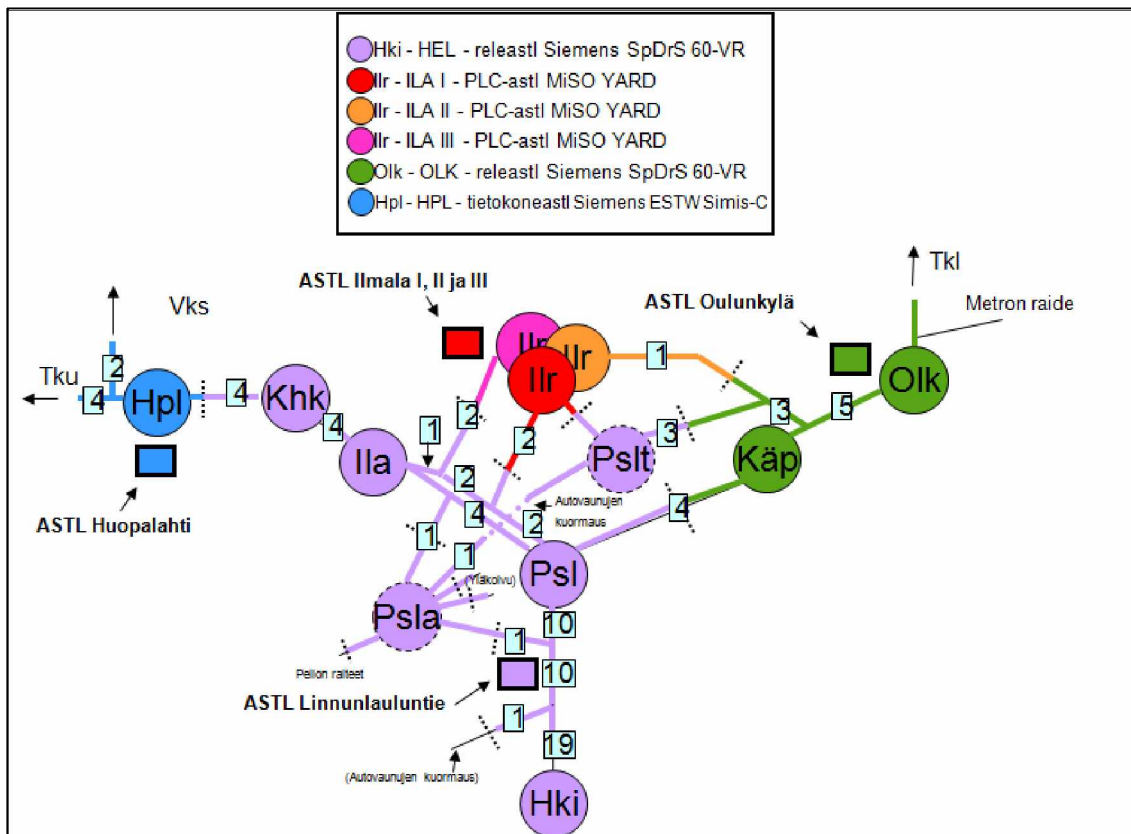 Hki - HEL - releastl Siemens SpDrS 60-VR
Ilr - ILA I - PLC-astl MiSO YARD
Ilr - ILA II - PLC-astl MiSO YARD
Ilr - ILA III - PLC-astl MiSO YARD
Olk - OLK - releastl Siemens SpDrS 60-VR
Hpl - HPL - tietokoneastl Siemens ESTW Simis-C
Tkl
ASTL Ilmala I, II ja III
ASTL Oulunkylä
Metron raide
Vks
Tku
4
2
Hpl
4
Khk
4
Ila
Ilr
Ilr
Ilr
1
Olk
5
3
3
Käp
Pslt
1
2
2
2
4
2
4
Autovaunujen
kuormaus
ASTL Huopalahti
1
1
Psl
(Yläkoivu)
Psla
10
1
10
Pellon raiteet
ASTL Linnunlauluntie
1
19
(Autovaunujen kuormaus)
Hki